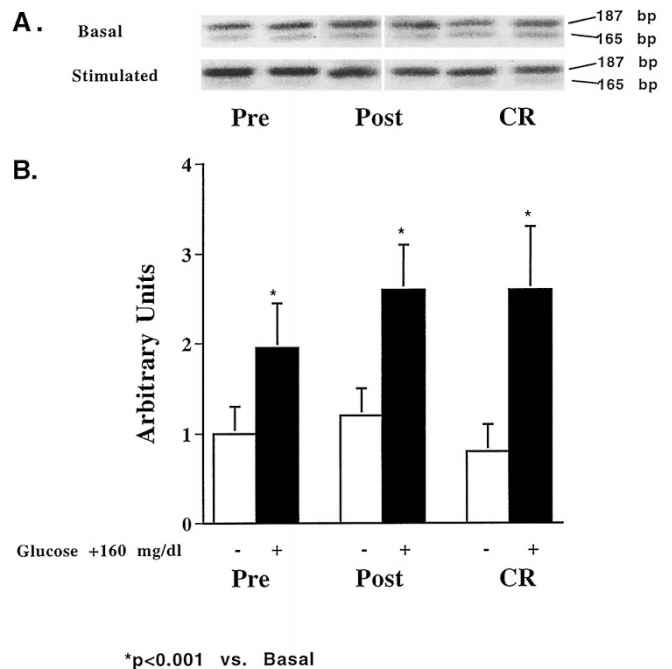 A.
Basal
187 bp
165 bp
Stimulated
187 bp
165 bp
Pre Post CR
B.
4
3
2
1
0
Arbitrary Units
* * *
Glucose +160 mg/dl - + - + - +
Pre Post CR
*p<0.001 vs. Basal